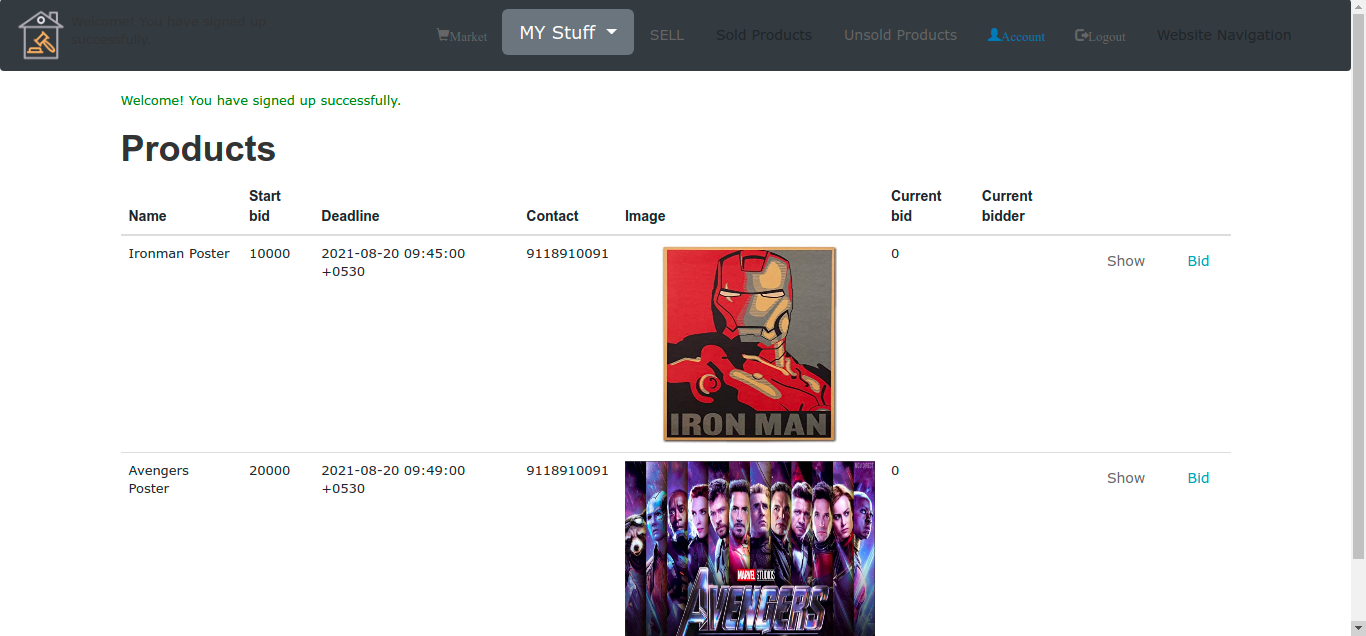 Welcome! You have signed up
successfully.
Market
MY Stuff
SELL
Sold Products
Unsold Products
Account
Logout
Website Navigation
Welcome! You have signed up successfully.
Products
Name Start bid Deadline Contact Image Current bid Current bidder
Ironman Poster 10000 2021-08-20 09:45:00 9118910091 0 Show Bid
+0530
IRON MAN
Avengers 20000 2021-08-20 09:49:00 9118910091 0 Show Bid
Poster +0530
MARVEL STUDIOS
AVENGERS